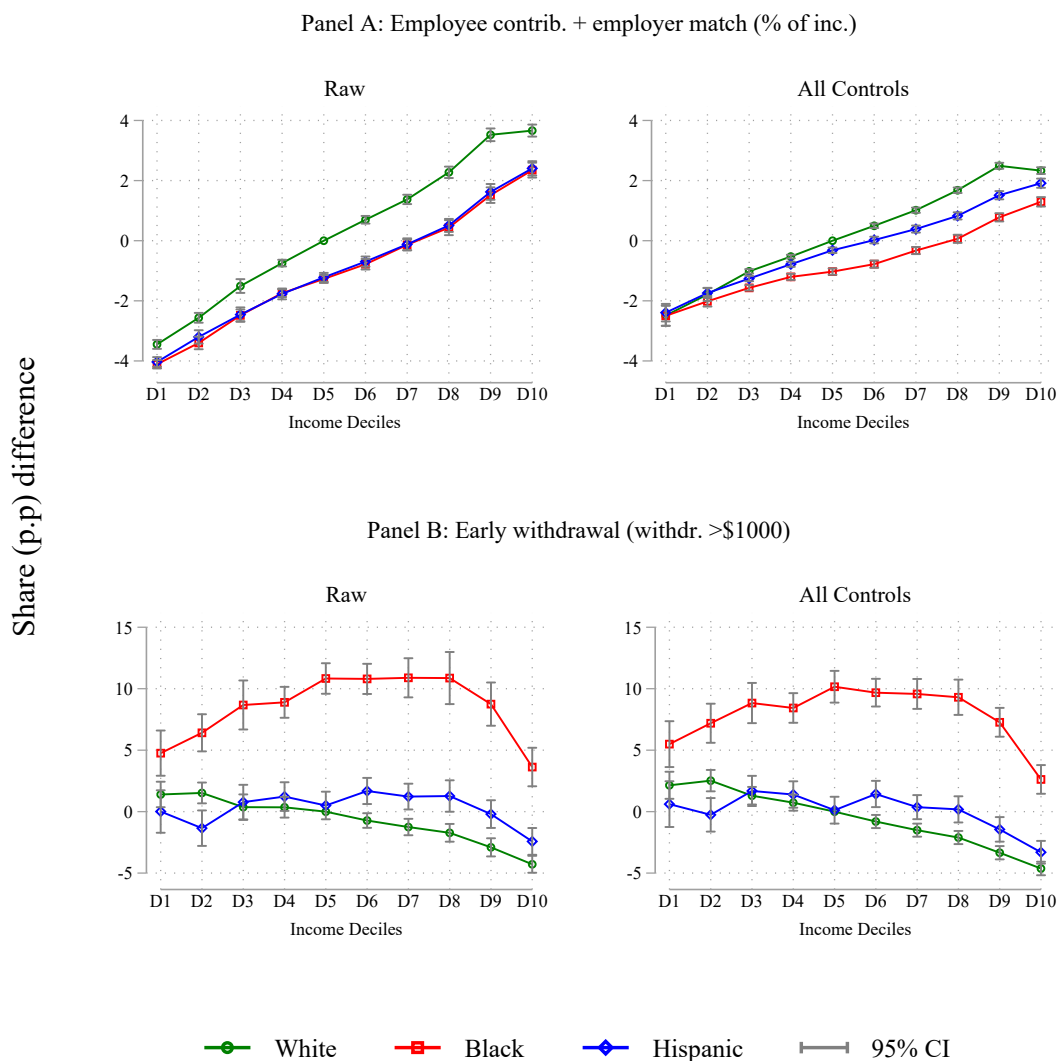 Panel A: Employee contrib. + employer match (% of inc.)
Raw
All Controls
4
2
0
-2
-4
D1 D2 D3 D4 D5 D6 D7 D8 D9 D10
Income Deciles
4
2
0
-2
-4
D1 D2 D3 D4 D5 D6 D7 D8 D9 D10
Income Deciles
Share (p.p) difference
Panel B: Early withdrawal (withdr. >$1000)
Raw
All Controls
15
10
5
0
-5
D1 D2 D3 D4 D5 D6 D7 D8 D9 D10
Income Deciles
15
10
5
0
-5
D1 D2 D3 D4 D5 D6 D7 D8 D9 D10
Income Deciles
White Black Hispanic 95% CI